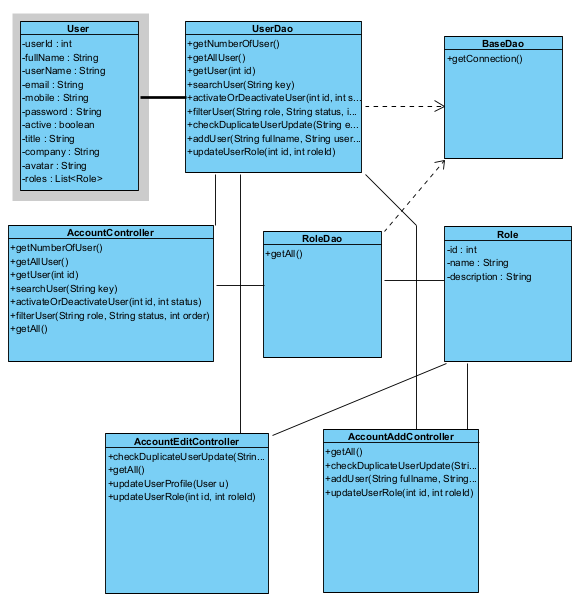 User
-userId : int
-fullName : String
-userName : String
-email : String
-mobile : String
-password : String
-active : boolean
-title : String
-company : String
-avatar : String
-roles : List<Role>
UserDao
+getNumberOfUser()
+getAllUser()
+getUser(int id)
+searchUser(String key)
+activateOrDeactivateUser(int id, int s...
+filterUser(String role, String status, i...
+checkDuplicateUserUpdate(String e...
+addUser(String fullname, String user...
+updateUserRole(int id, int roleId)
BaseDao
+getConnection()
AccountController
+getNumberOfUser()
+getAllUser()
+getUser(int id)
+searchUser(String key)
+activateOrDeactivateUser(int id, int status)
+filterUser(String role, String status, int order)
+getAll()
RoleDao
+getAll()
Role
-id : int
-name : String
-description : String
AccountEditController
+checkDuplicateUserUpdate(Strin...
+getAll()
+updateUserProfile(User u)
+updateUserRole(int id, int roleId)
AccountAddController
+getAll()
+checkDuplicateUserUpdate(Stri...
+addUser(String fullname, String...
+updateUserRole(int id, int roleId)